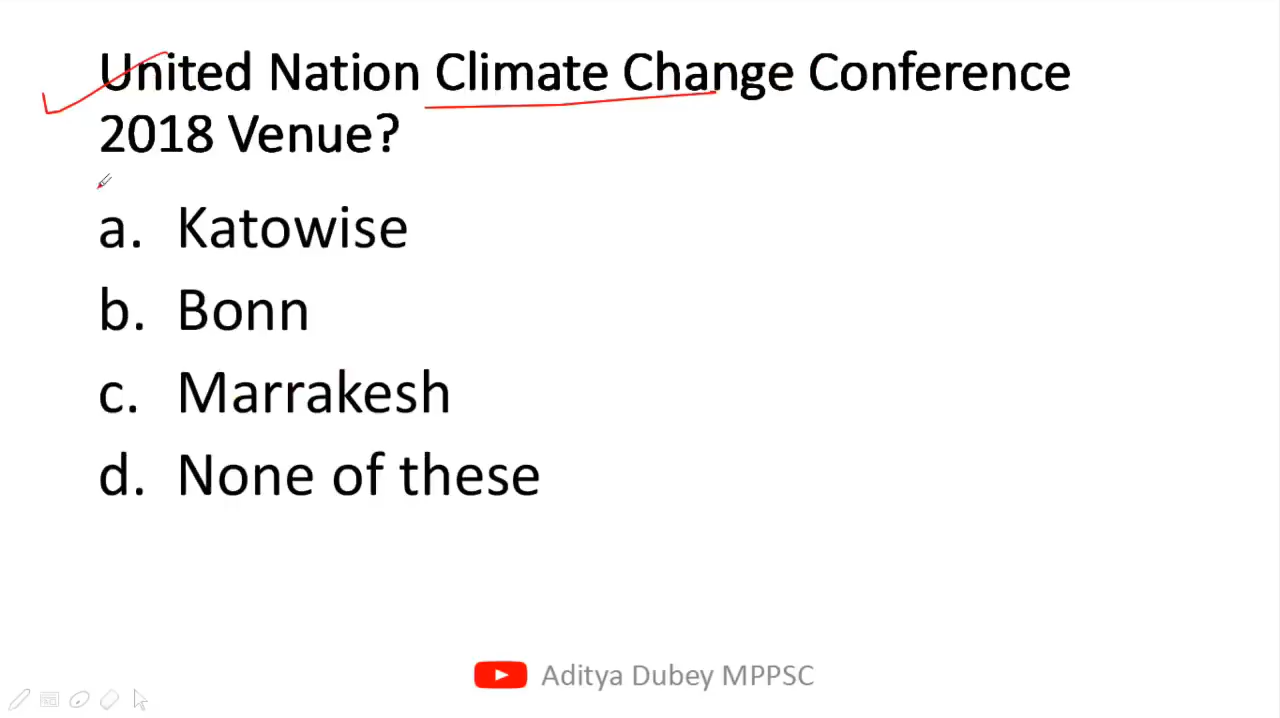 United Nation Climate Change Conference
2018 Venue?
a. Katowise
b. Bonn
c. Marrakesh
d. None of these
Aditya Dubey MPPSC